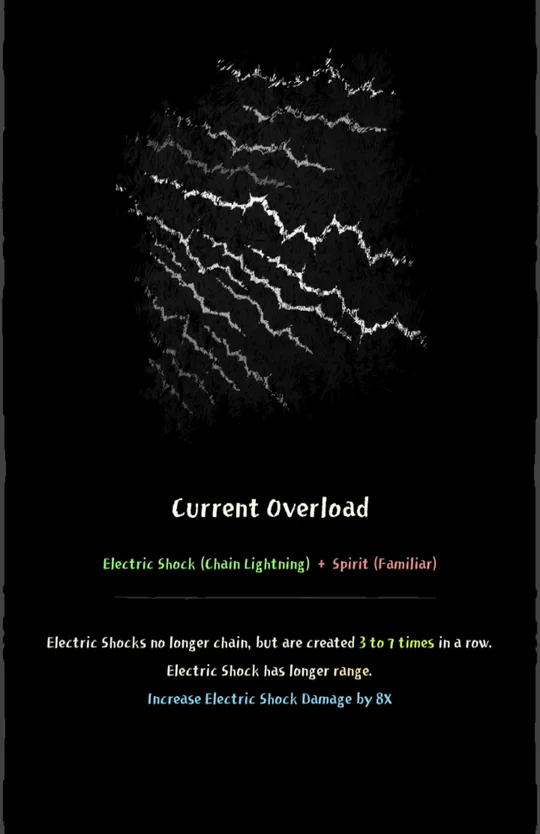 Current Overload
Electric Shock (Chain Lightning) + Spirit (Familiar)
Electric Shocks no longer chain, but are created 3 to 7 times in a row.
Electric Shock has longer range.
Increase Electric Shock Damage by 8X